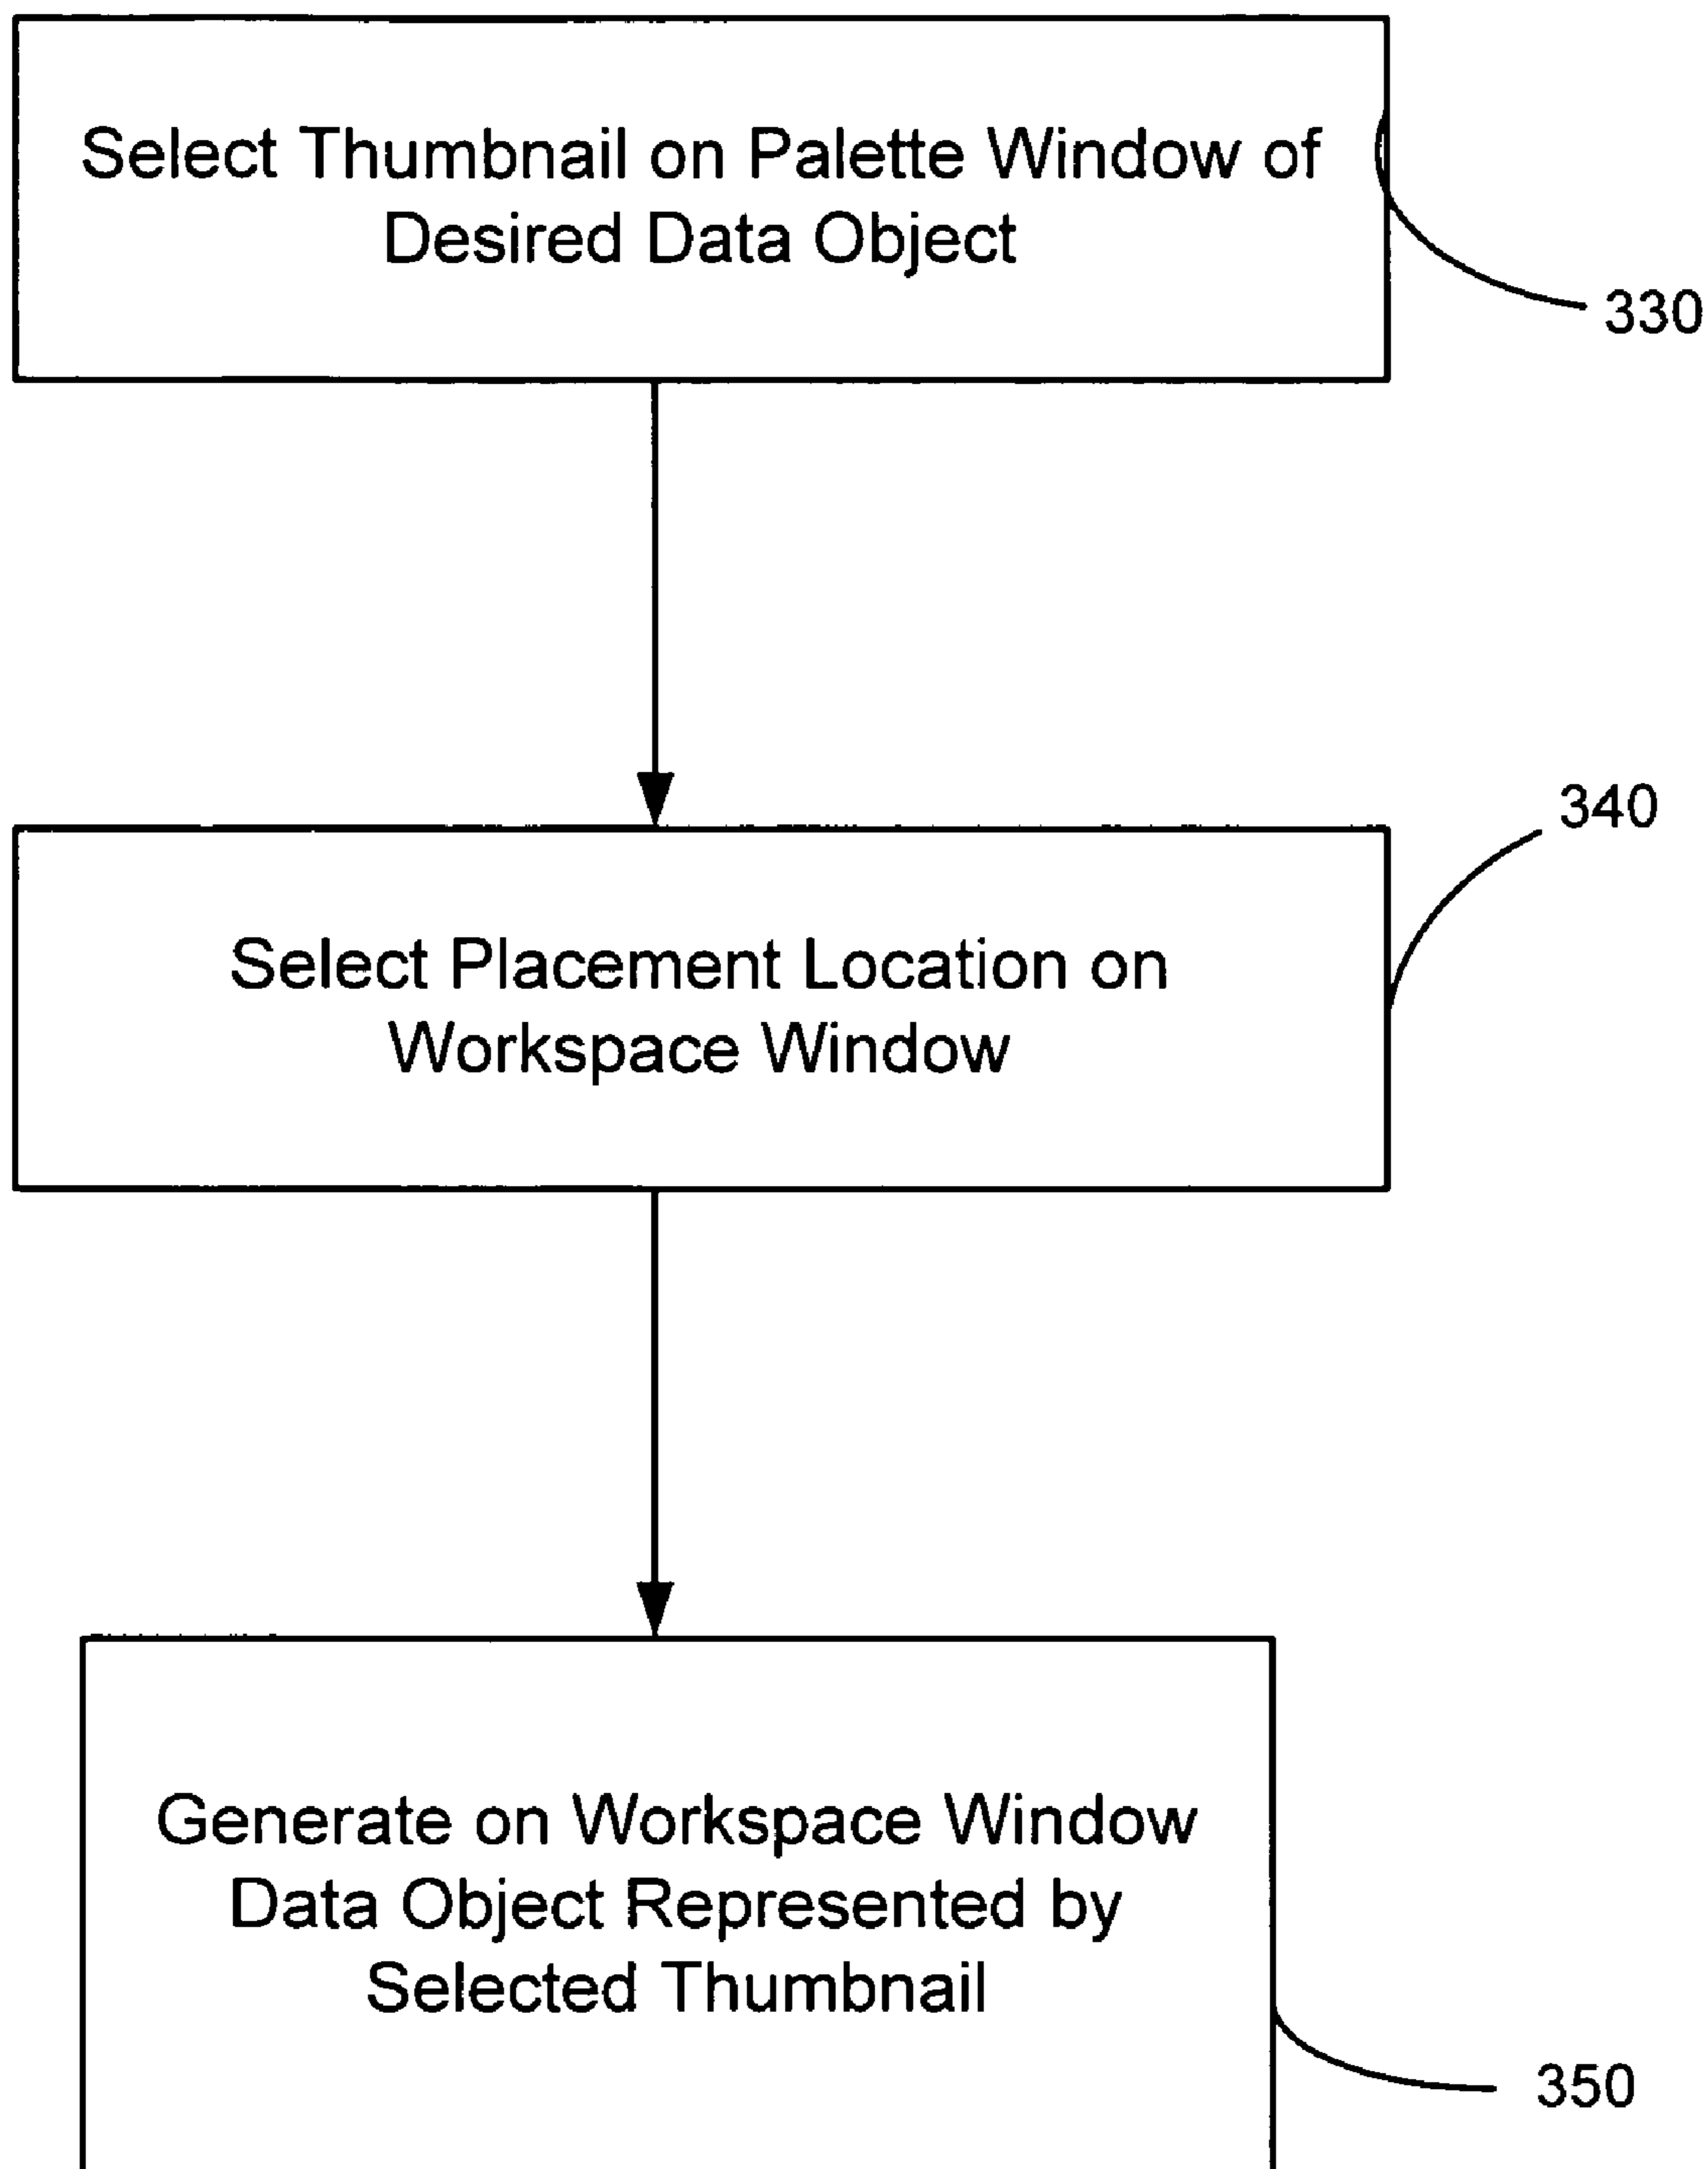 Select Thumbnail on Palette Window of
Desired Data Object
330
340
Select Placement Location on
Workspace Window
Generate on Workspace Window
Data Object Represented by
Selected Thumbnail
350